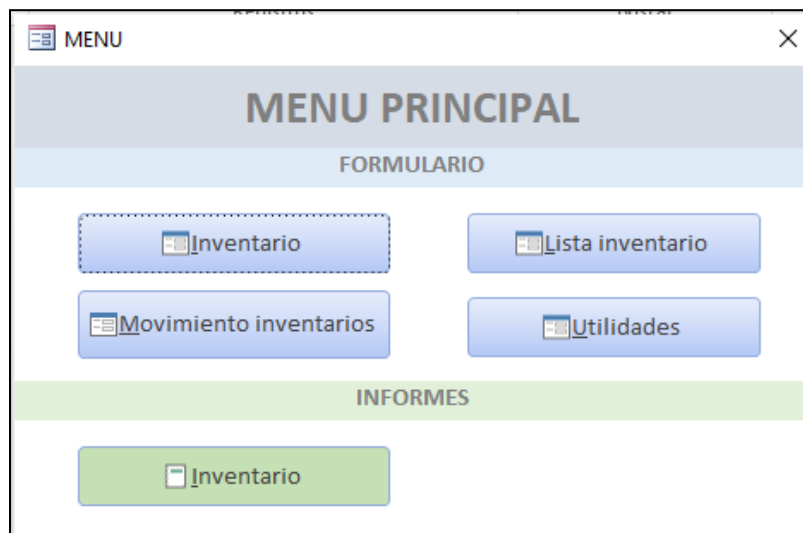 MENU
MENU PRINCIPAL
FORMULARIO
Inventario
Lista inventario
Movimiento inventarios
Utilidades
INFORMES
Inventario